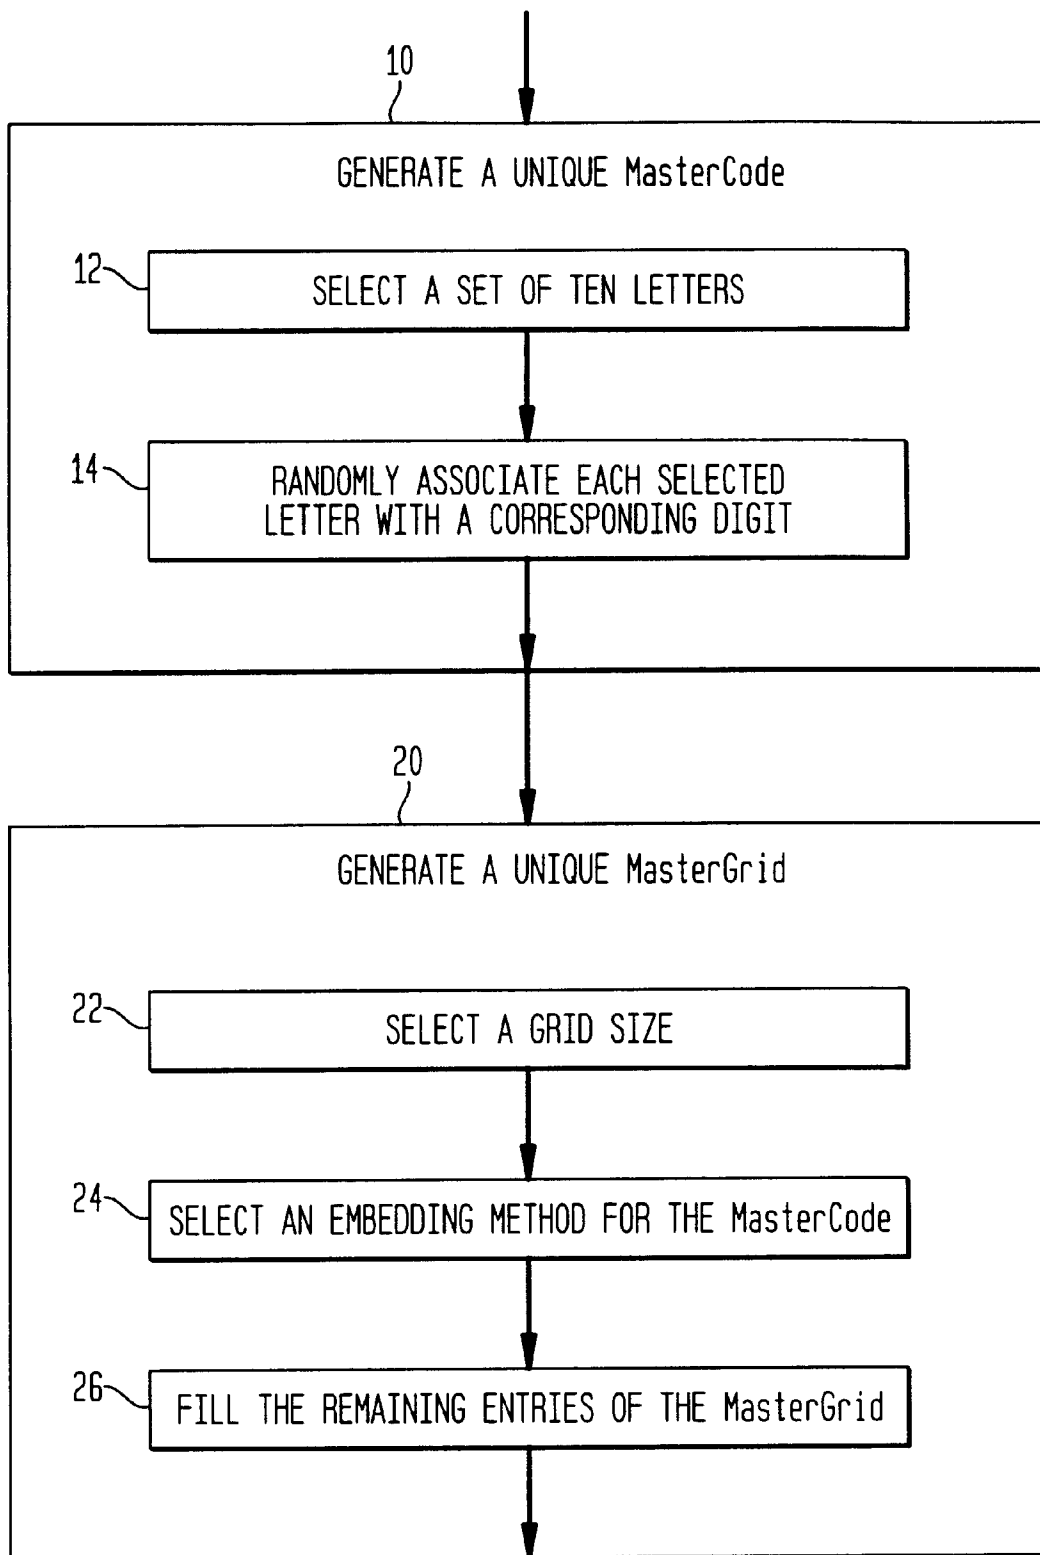 10
GENERATE A UNIQUE MasterCode
12
SELECT A SET OF TEN LETTERS
14
RANDOMLY ASSOCIATE EACH SELECTED
LETTER WITH A CORRESPONDING DIGIT
20
GENERATE A UNIQUE MasterGrid
22
SELECT A GRID SIZE
24
SELECT AN EMBEDDING METHOD FOR THE MasterCode
26
FILL THE REMAINING ENTRIES OF THE MasterGrid